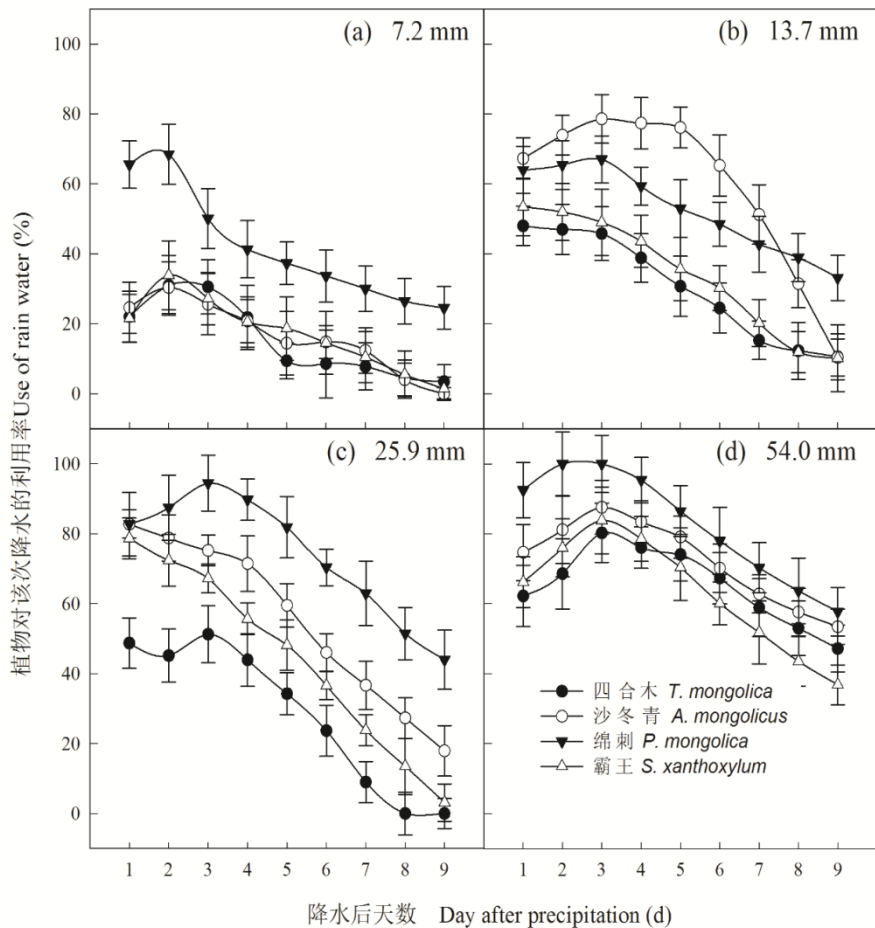 植物对该次降水的利用率Use of rain water (%)
(a) 7.2 mm
(b) 13.7 mm
100
80
60
40
20
0
(c) 25.9 mm
(d) 54.0 mm
100
80
60
40
20
0
四合木 T. mongolica
沙冬青 A. mongolicus
绵刺 P. mongolica
霸王 S. xanthoxylum
1 2 3 4 5 6 7 8 9
1 2 3 4 5 6 7 8 9
降水后天数 Day after precipitation (d)